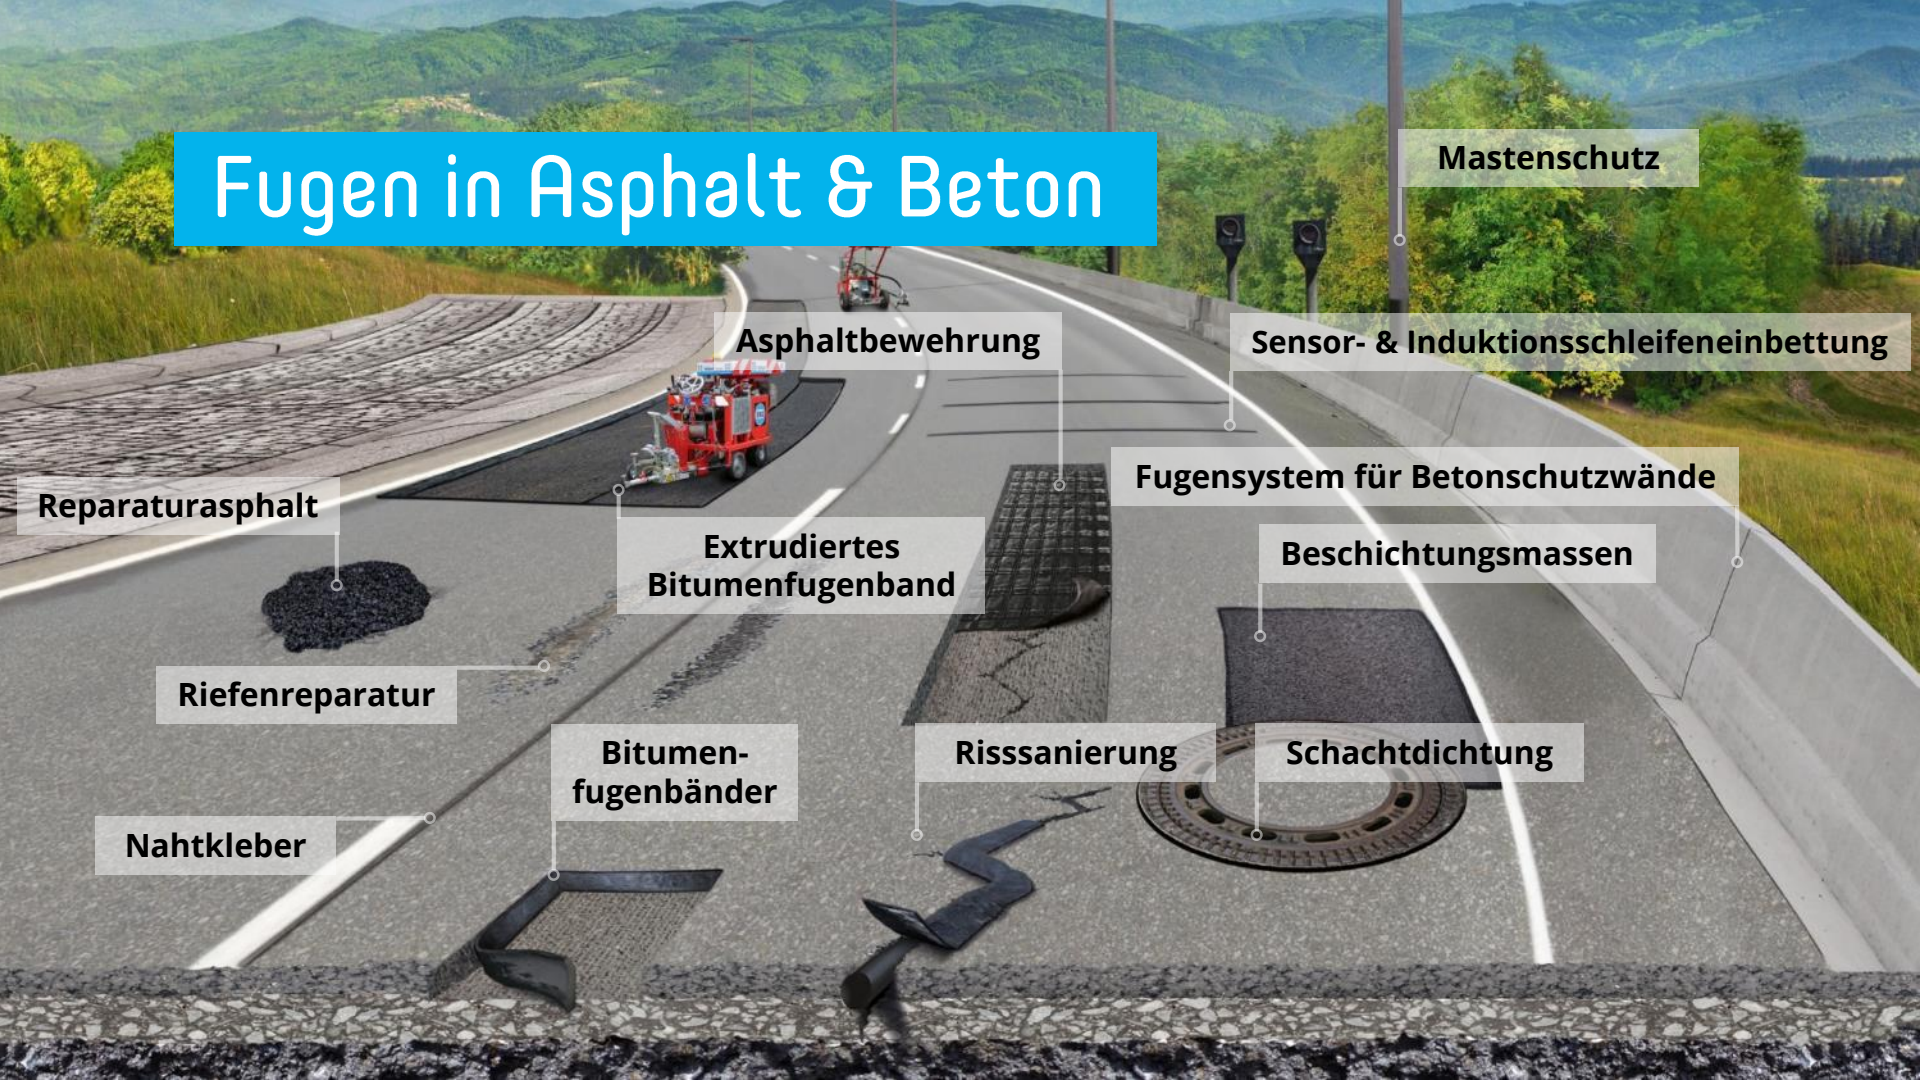 Fugen in Asphalt & Beton
Mastenschutz
Asphaltbewehrung
Sensor- & Induktionsschleifeneinbettung
Fugensystem für Betonschutzwände
Reparaturasphalt
Extrudiertes
Bitumenfugenband
Beschichtungsmassen
Riefenreparatur
Bitumen-
fugenbänder
Risssanierung
Schachtdichtung
Nahtkleber